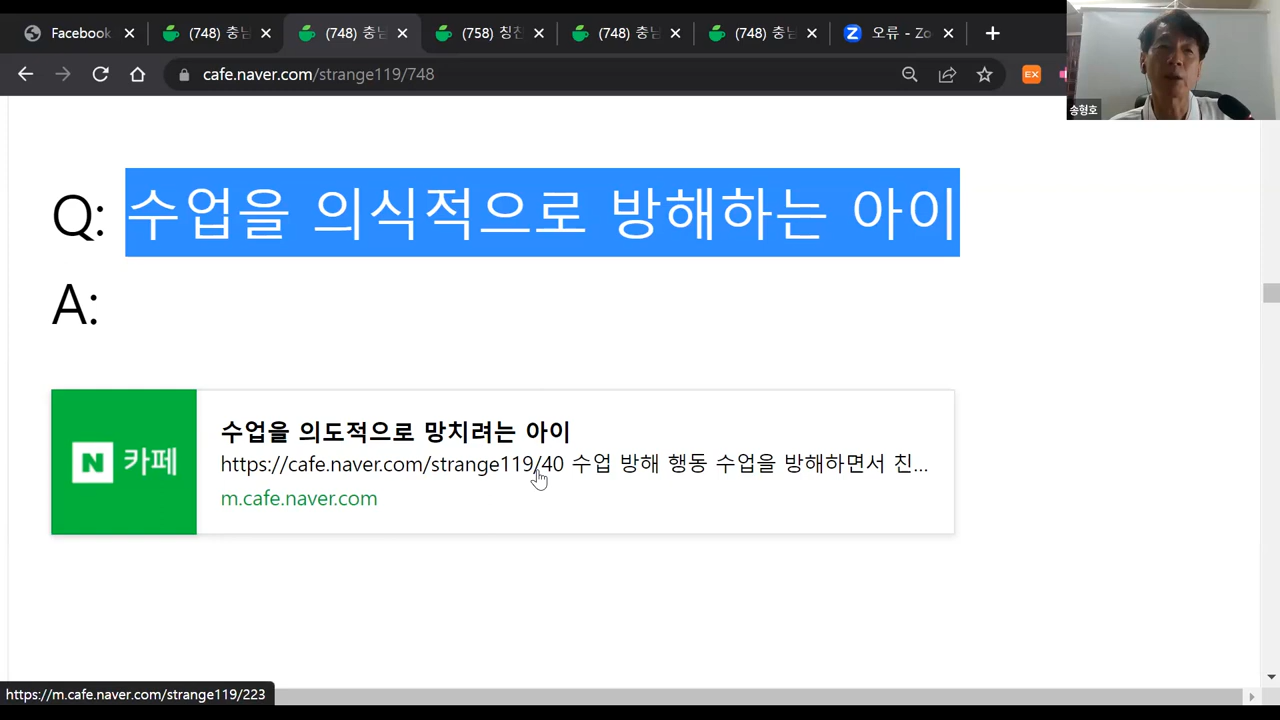 Facebook
(748) 충남
(748) 충남
(758) 칭찬
(748) 충남
(748) 충남
Z 오류 - Zo
cafe.naver.com/strange119/748
EX
송형호
Q: 수업을 의식적으로 방해하는 아이
A:
N 카페
수업을 의도적으로 망치려는 아이
https://cafe.naver.com/strange119/40 수업 방해 행동 수업을 방해하면서 친...
m.cafe.naver.com
https://m.cafe.naver.com/strange119/223